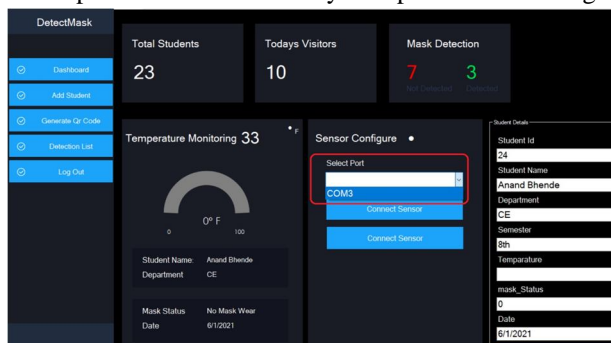 DetectMask
Dashboard
Add Student
Generate Qr Code
Detection List
Log Out
Total Students
23
Todays Visitors
10
Mask Detection
7
3
Not Detected
Detected
Temperature Monitoring 33 ° F
0° F
0
100
Student Name: Anand Bhende
Department CE
Mask Status No Mask Wear
Date 6/1/2021
Sensor Configure
Select Port
COM3
Connect Sensor
Connect Sensor
Student Details
Student Id
24
Student Name
Anand Bhende
Department
CE
Semester
8th
Temparature
mask_Status
0
Date
6/1/2021